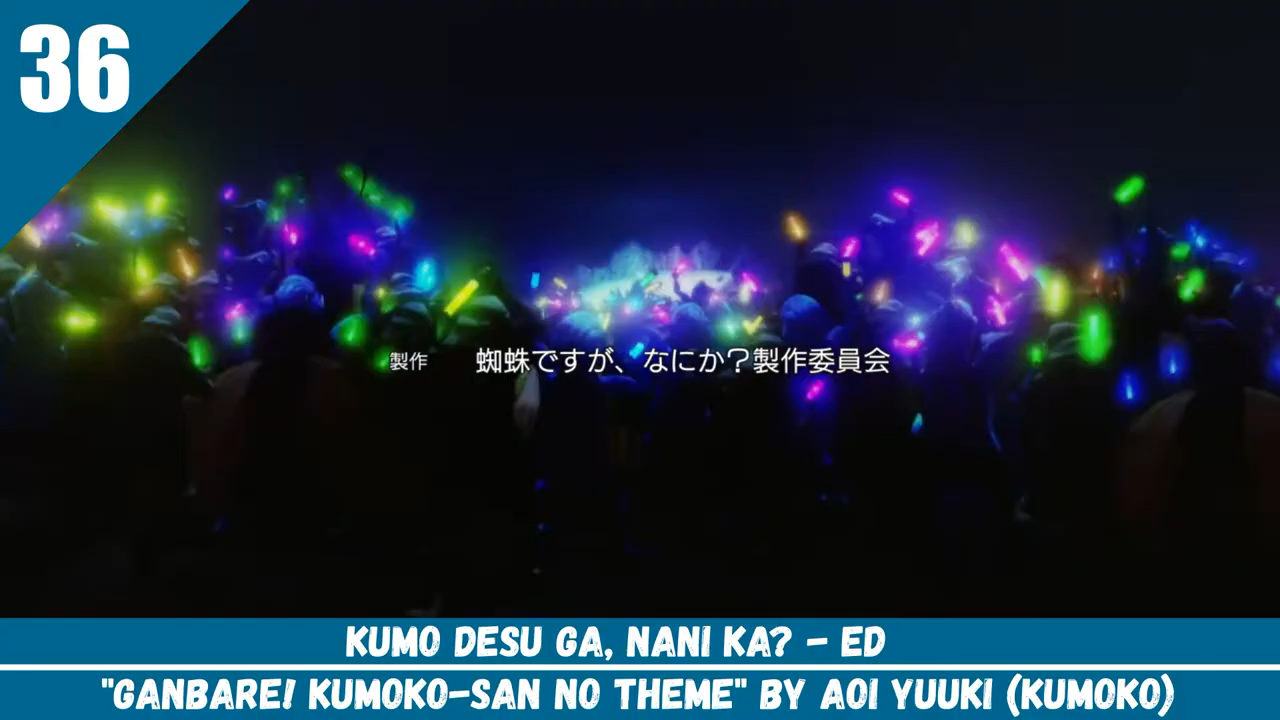 36
製作 蜘蛛ですが、なにか?製作委員会
KUMO DESU GA, NANI KA? - ED
"GANBARE! KUMOKO-SAN NO THEME" BY AOI YUUKI (KUMOKO)